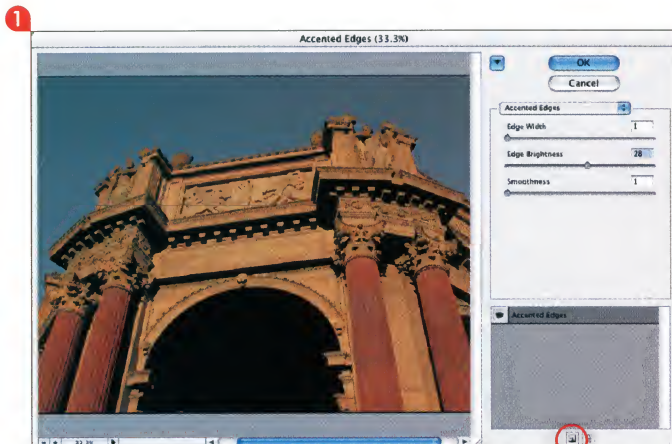 1
Accented Edges (33.3%)
OK
Cancel
Accented Edges
Edge Width 1
Edge Brightness 28
Smoothness 1
Accented Edges
33.3%